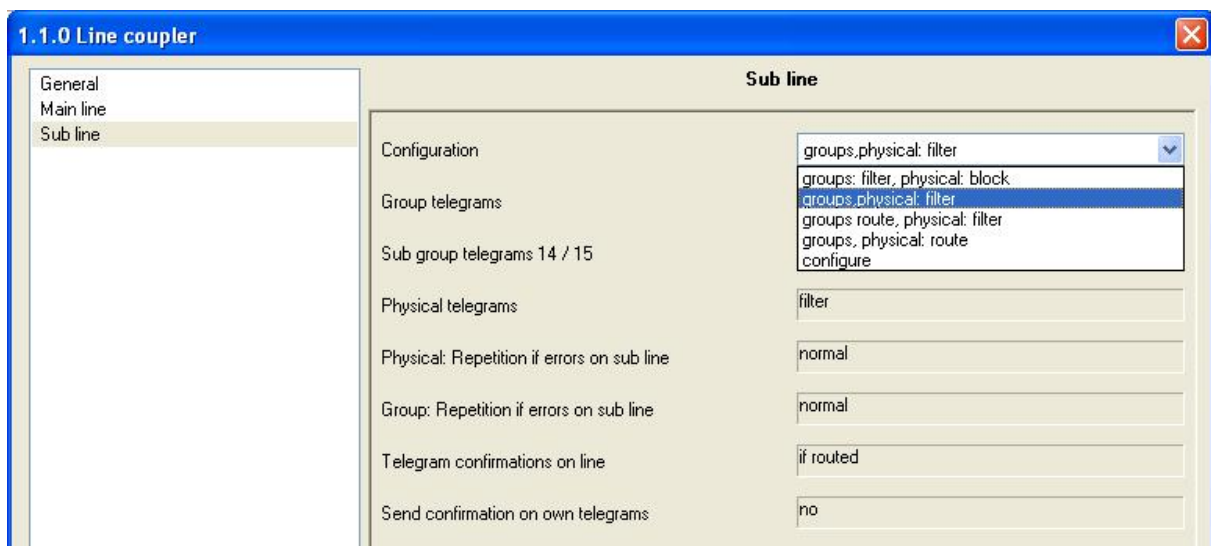 1.1.0 Line coupler
General
Main line
Sub line
Sub line
Configuration
groups,physical: filter
groups: filter, physical: block
groups,physical: filter
groups route, physical: filter
groups, physical: route
configure
Group telegrams
Sub group telegrams 14 / 15
Physical telegrams
filter
Physical: Repetition if errors on sub line
normal
Group: Repetition if errors on sub line
normal
Telegram confirmations on line
if routed
Send confirmation on own telegrams
no